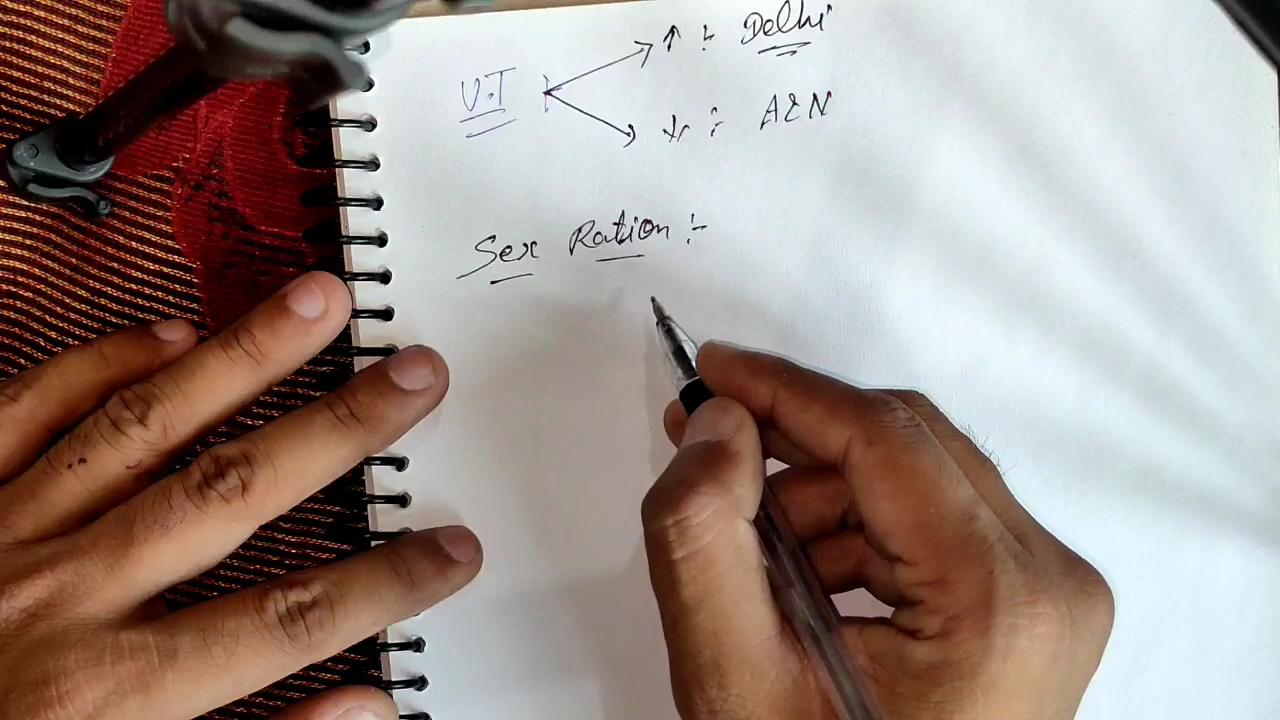 ↑ :- Delhi
U.T
↓ :- A&N
Sex Ration :-